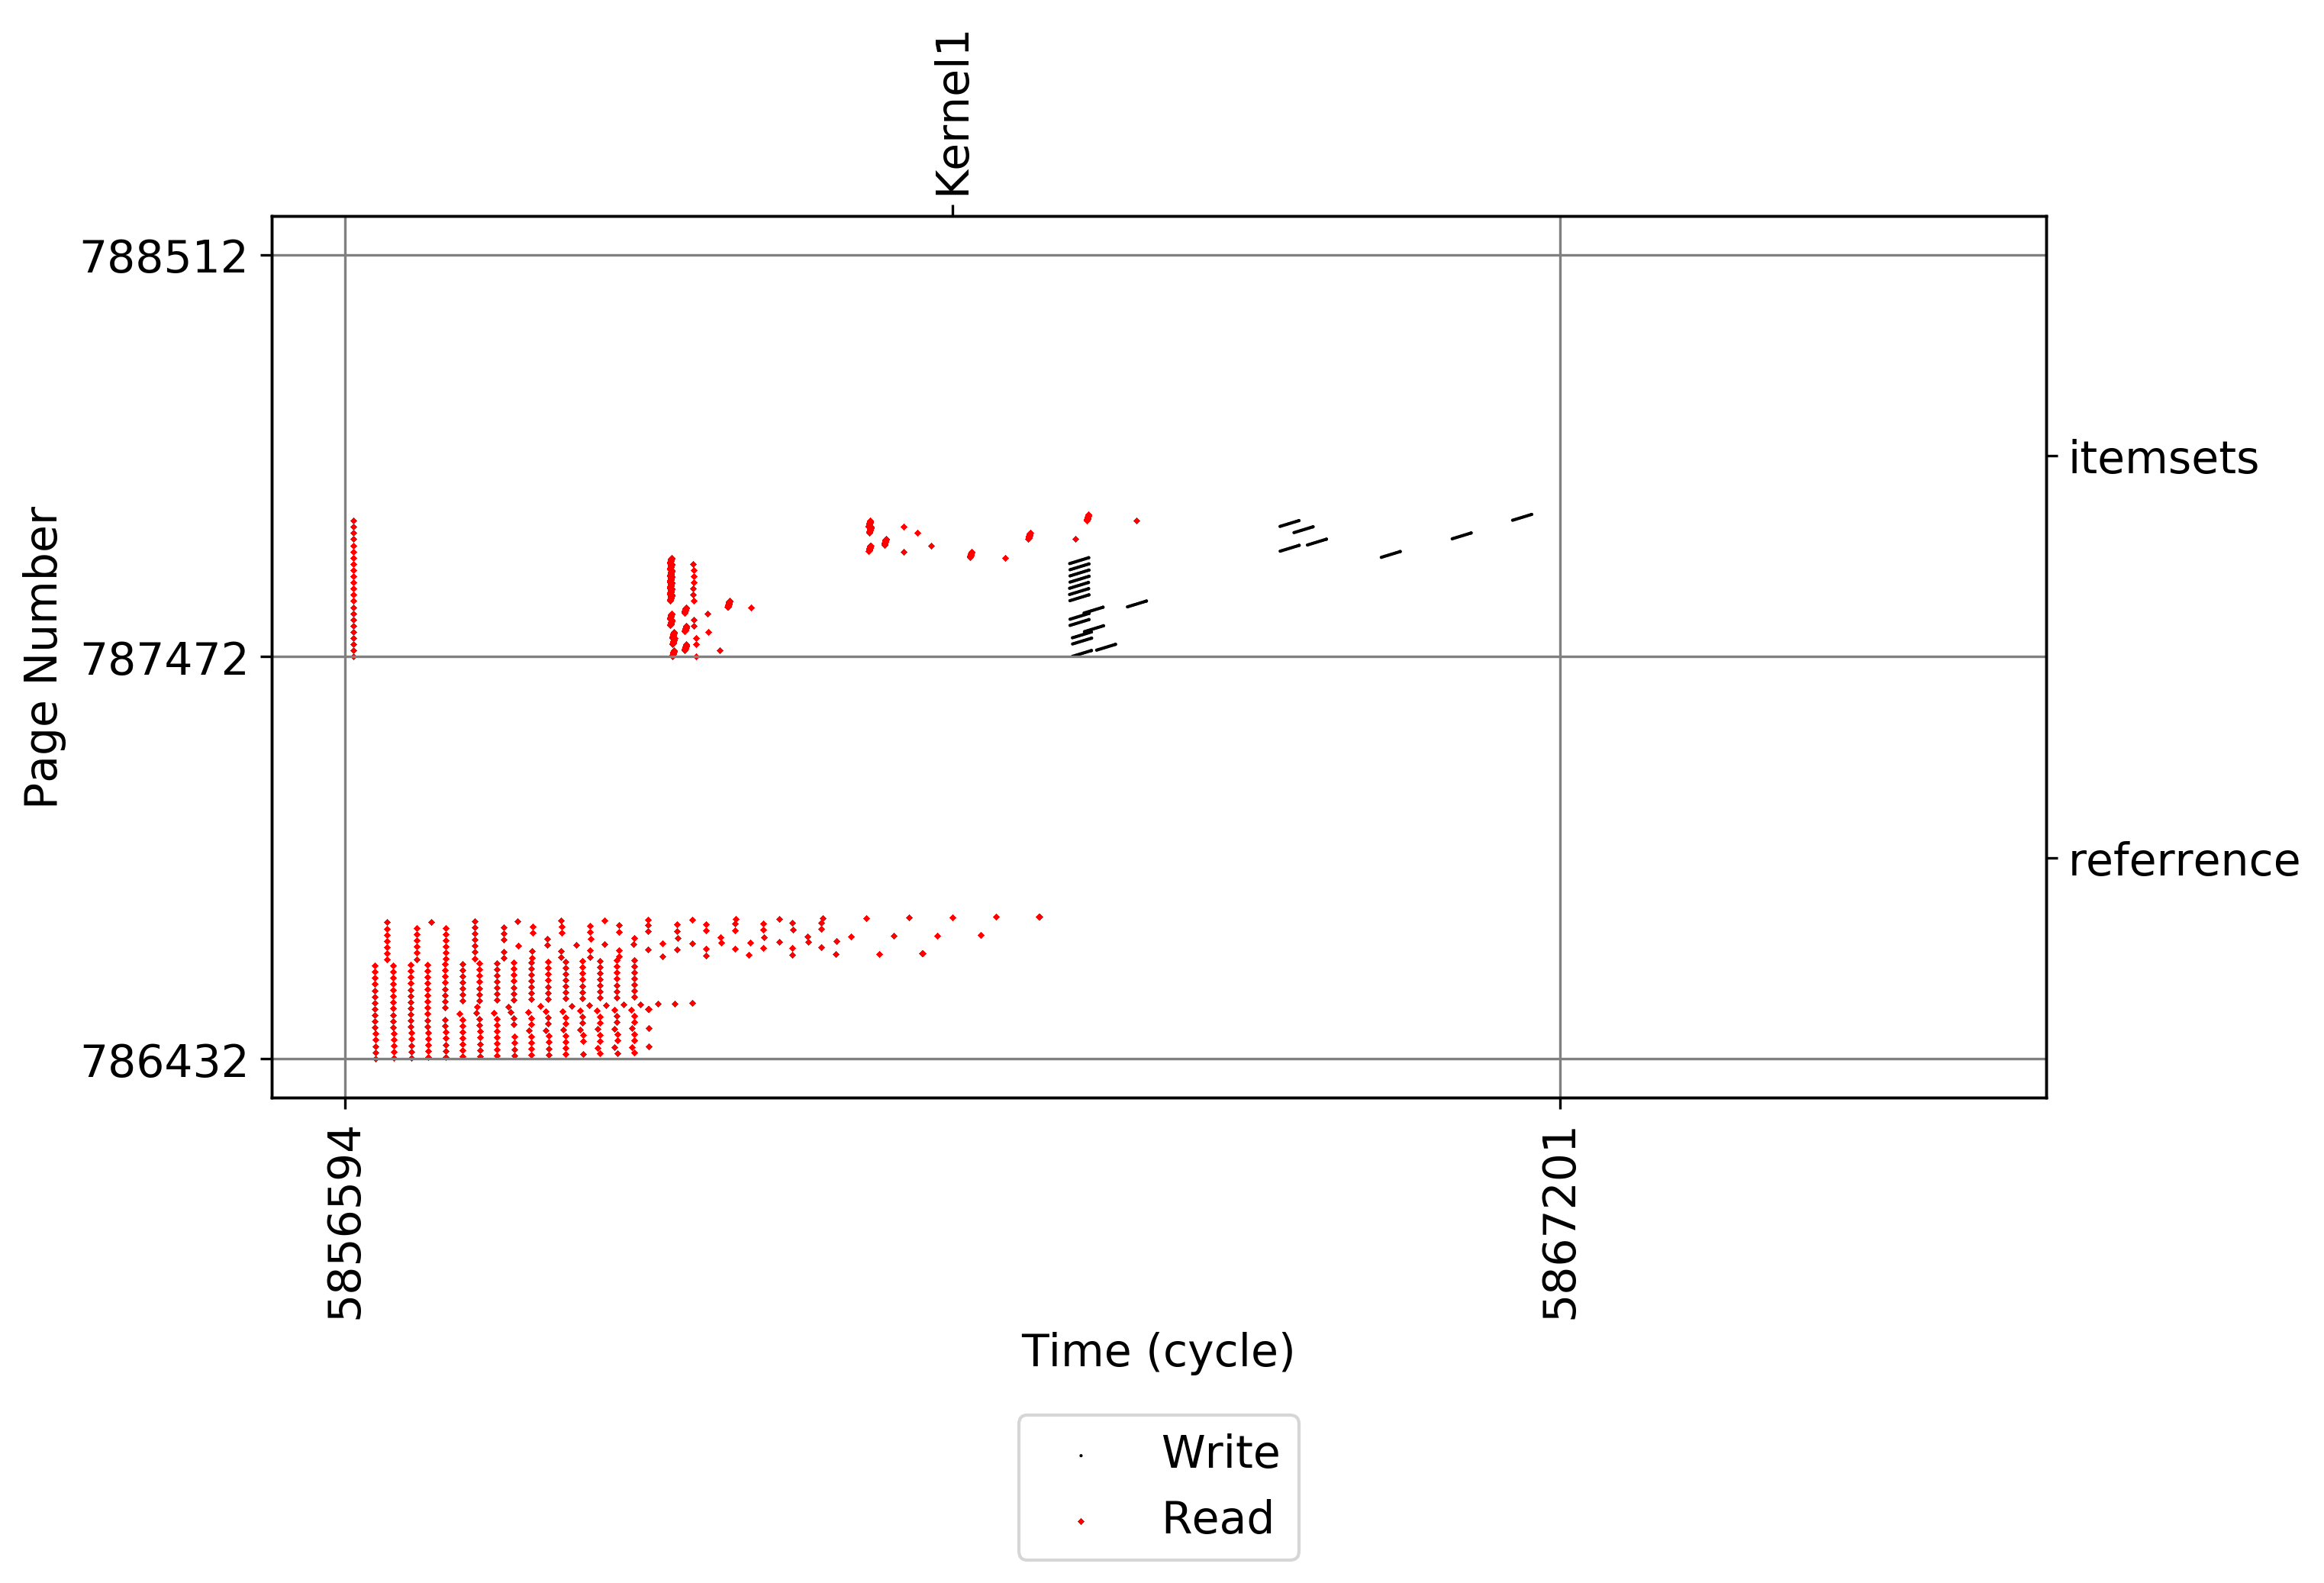 Kernel1
788512
787472
786432
Page Number
itemsets
referrence
5856594
5867201
Time (cycle)
Write
Read